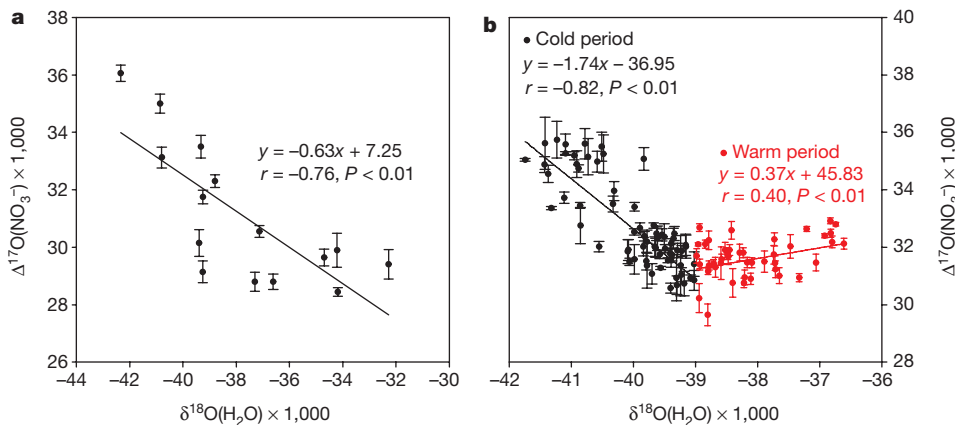 a
Δ¹⁷O(NO₃⁻) × 1,000
38
36
34
32
30
28
26
y = −0.63x + 7.25
r = −0.76, P < 0.01
−44
−42
−40
−38
−36
−34
−32
−30
δ¹⁸O(H₂O) × 1,000
b
• Cold period
y = −1.74x − 36.95
r = −0.82, P < 0.01
• Warm period
y = 0.37x + 45.83
r = 0.40, P < 0.01
40
38
36
34
32
30
28
Δ¹⁷O(NO₃⁻) × 1,000
−42
−41
−40
−39
−38
−37
−36
δ¹⁸O(H₂O) × 1,000